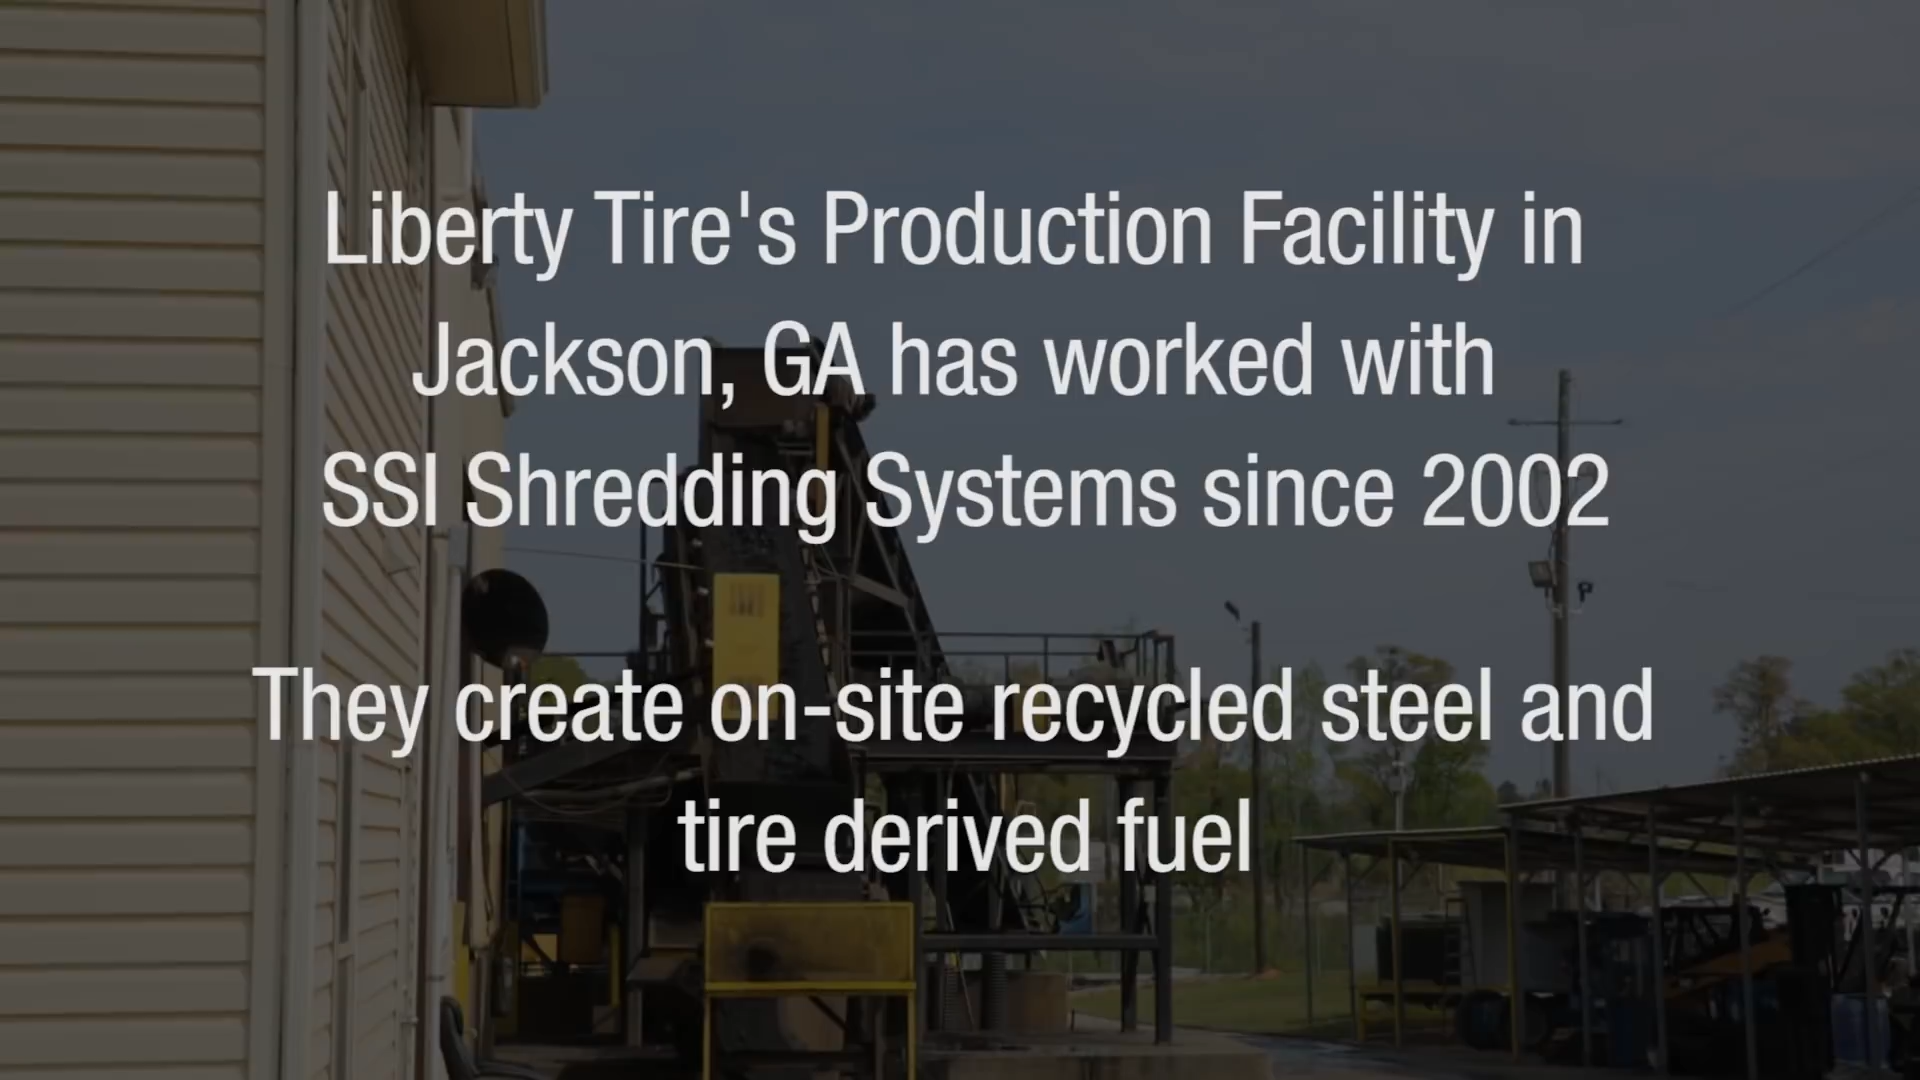 Liberty Tire's Production Facility in
Jackson, GA has worked with
SSI Shredding Systems since 2002
They create on-site recycled steel and
tire derived fuel